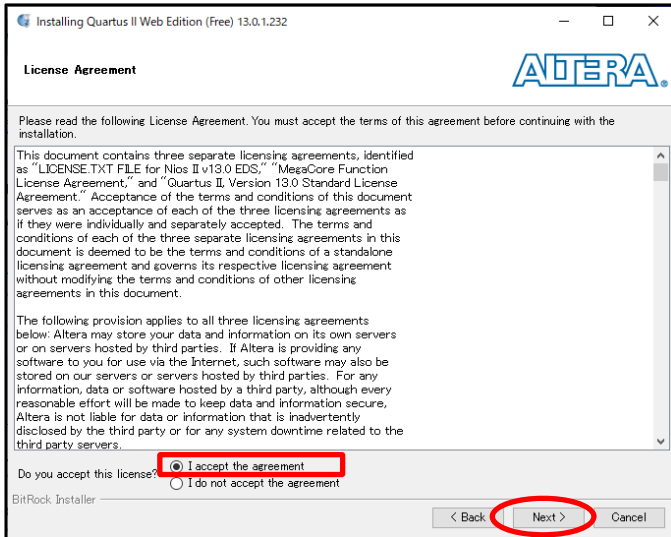 Installing Quartus II Web Edition (Free) 13.0.1.232
License Agreement
ALTERA
Please read the following License Agreement. You must accept the terms of this agreement before continuing with the
installation.
This document contains three separate licensing agreements, identified
as "LICENSE.TXT FILE for Nios II v13.0 EDS," "MegaCore Function
License Agreement," and "Quartus II, Version 13.0 Standard License
Agreement." Acceptance of the terms and conditions of this document
serves as an acceptance of each of the three licensing agreements as
if they were individually and separately accepted.  The terms and
conditions of each of the three separate licensing agreements in this
document is deemed to be the terms and conditions of a standalone
licensing agreement and governs its respective licensing agreement
without modifying the terms and conditions of other licensing
agreements in this document.
The following provision applies to all three licensing agreements
below: Altera may store your data and information on its own servers
or on servers hosted by third parties.  If Altera is providing any
software to you for use via the Internet, such software may also be
stored on our servers or servers hosted by third parties.  For any
information, data or software hosted by a third party, although every
reasonable effort will be made to keep data and information secure,
Altera is not liable for data or information that is inadvertently
disclosed by the third party or for any system downtime related to the
third party servers.
Do you accept this license?
I accept the agreement
I do not accept the agreement
BitRock Installer
< Back
Next >
Cancel